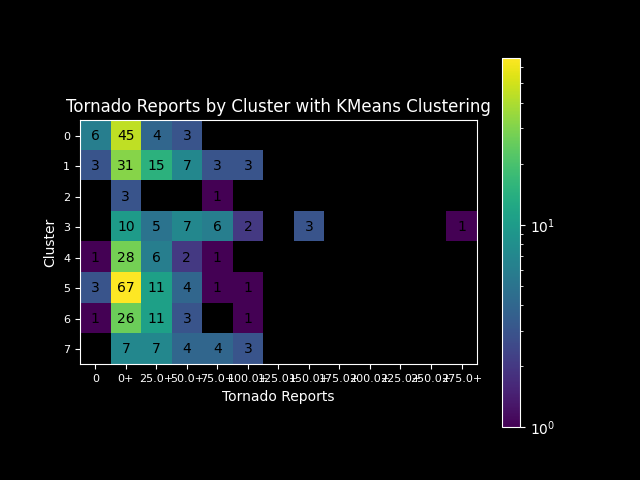 Tornado Reports by Cluster with KMeans Clustering
0 6 45 4 3
1 3 31 15 7 3 3
2 3 1
3 10 5 7 6 2 3 1
4 1 28 6 2 1
5 3 67 11 4 1 1
6 1 26 11 3 1
7 7 7 4 4 3
Cluster
0 0+ 25.0+ 50.0+ 75.0+ 100.0+ 125.0+ 150.0+ 175.0+ 200.0+ 225.0+ 250.0+ 275.0+
Tornado Reports
10¹
10⁰